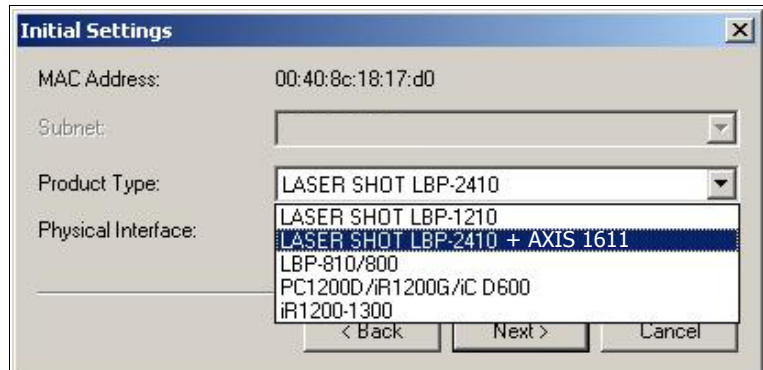 Initial Settings
MAC Address: 00:40:8c:18:17:d0
Subnet:
Product Type: LASER SHOT LBP-2410
Physical Interface:
LASER SHOT LBP-1210
LASER SHOT LBP-2410 + AXIS 1611
LBP-810/800
PC1200D/iR1200G/iC D600
iR1200-1300
< Back Next > Cancel